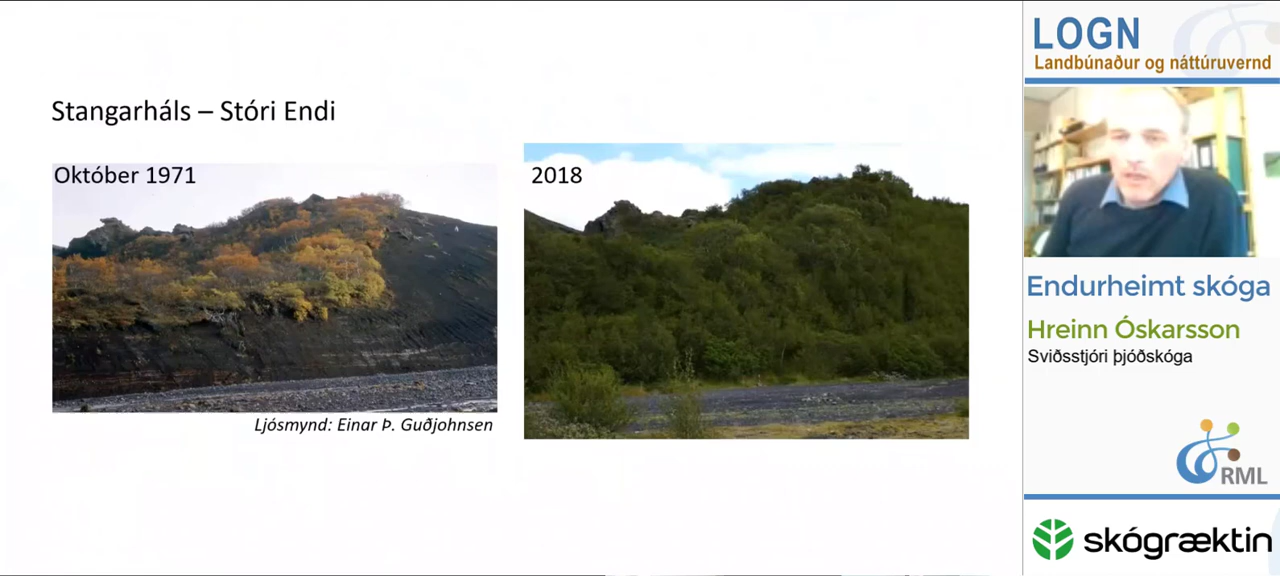 Stangarháls – Stóri Endi
Október 1971
2018
Ljósmynd: Einar Þ. Guðjohnsen
LOGN
Landbúnaður og náttúruvernd
Endurheimt skóga
Hreinn Óskarsson
Sviðsstjóri þjóðskóga
RML
skógræktin